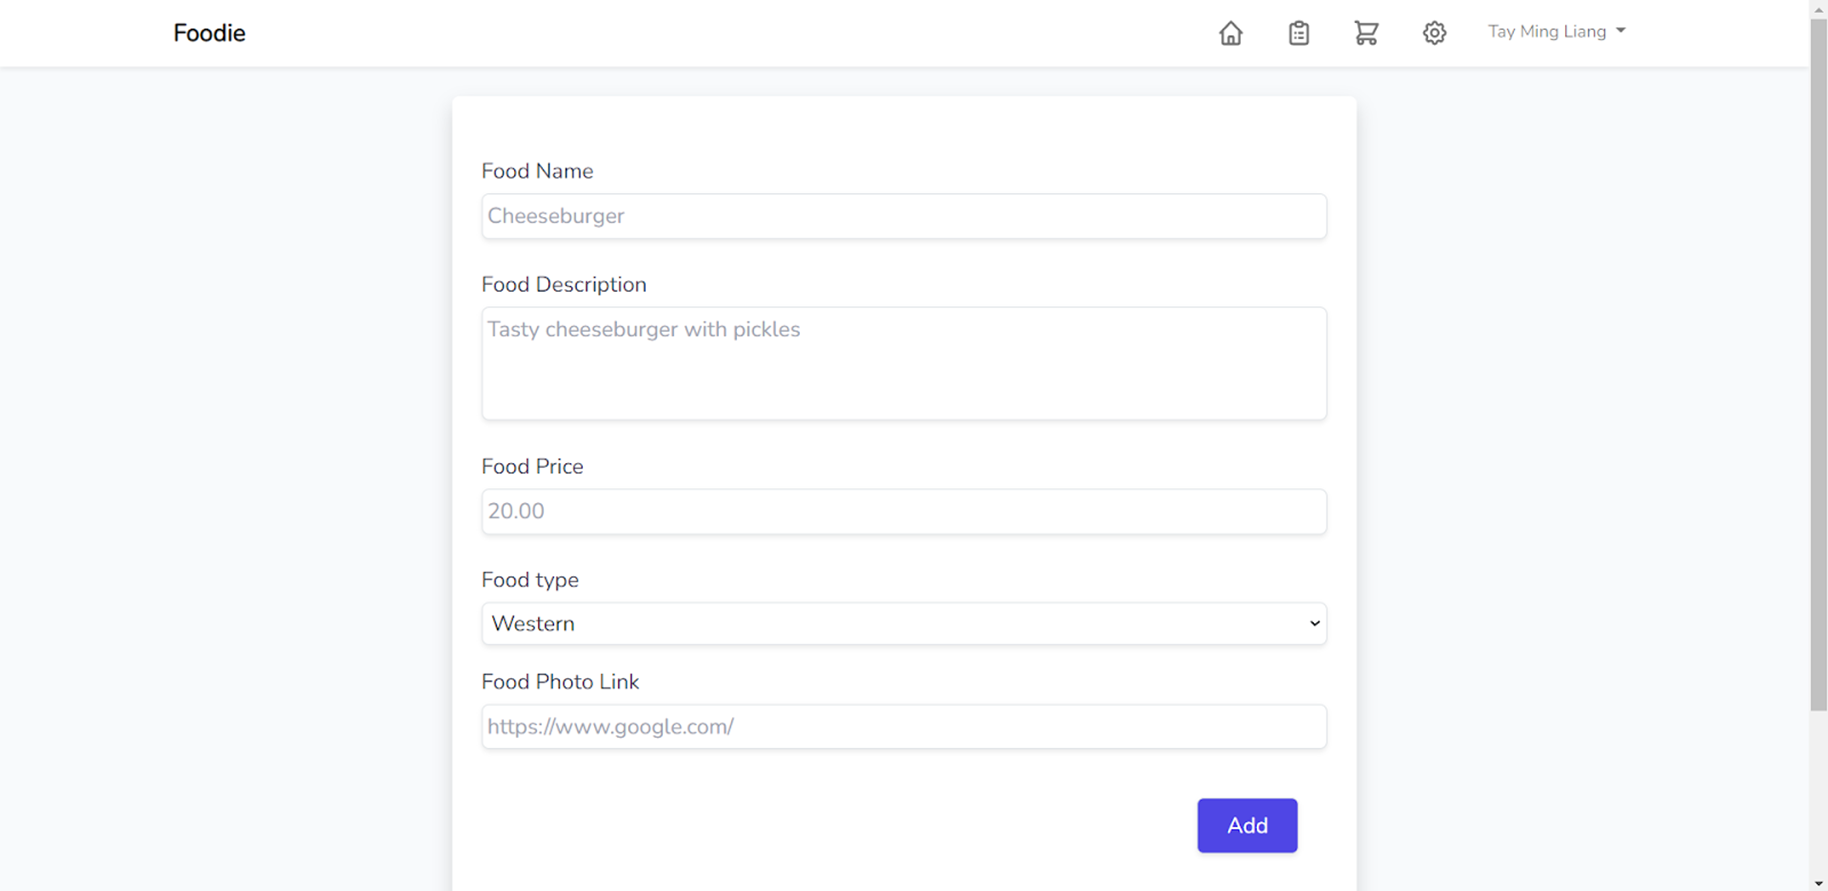 Foodie
Tay Ming Liang
Food Name
Cheeseburger
Food Description
Tasty cheeseburger with pickles
Food Price
20.00
Food type
Western
Food Photo Link
https://www.google.com/
Add